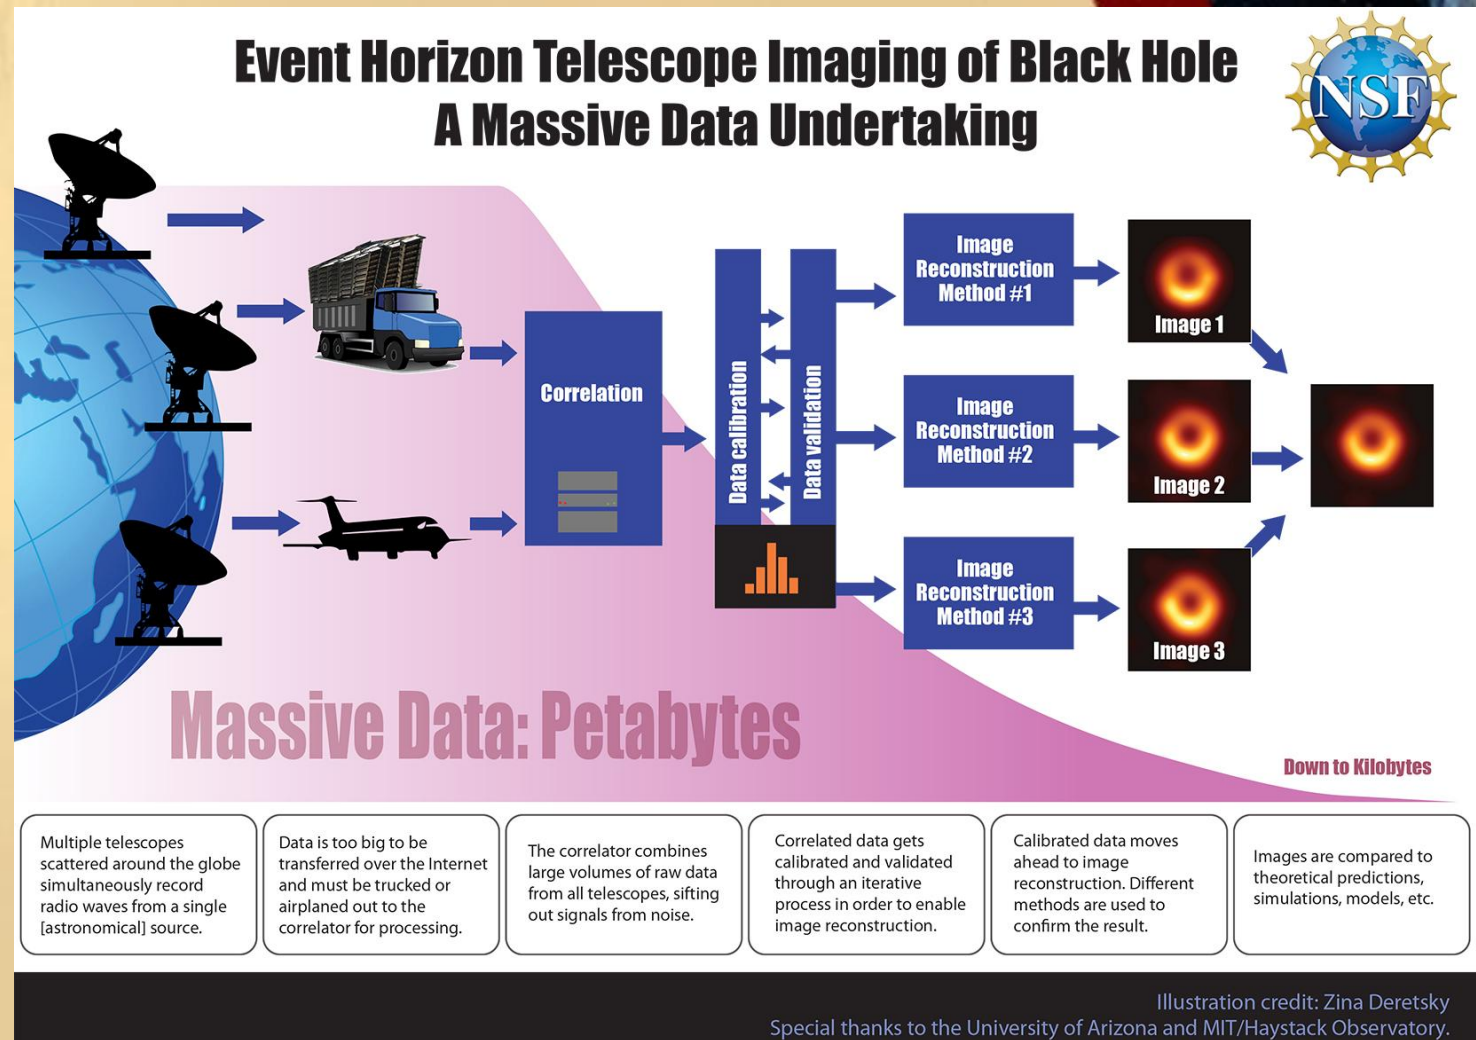 Event Horizon Telescope Imaging of Black Hole
A Massive Data Undertaking
NSF
Correlation
Data calibration
Data validation
Image
Reconstruction
Method #1
Image 1
Image
Reconstruction
Method #2
Image 2
Image
Reconstruction
Method #3
Image 3
Massive Data: Petabytes
Down to Kilobytes
Multiple telescopes
scattered around the globe
simultaneously record
radio waves from a single
[astronomical] source.
Data is too big to be
transferred over the Internet
and must be trucked or
airplaned out to the
correlator for processing.
The correlator combines
large volumes of raw data
from all telescopes, sifting
out signals from noise.
Correlated data gets
calibrated and validated
through an iterative
process in order to enable
image reconstruction.
Calibrated data moves
ahead to image
reconstruction. Different
methods are used to
confirm the result.
Images are compared to
theoretical predictions,
simulations, models, etc.
Illustration credit: Zina Deretsky
Special thanks to the University of Arizona and MIT/Haystack Observatory.